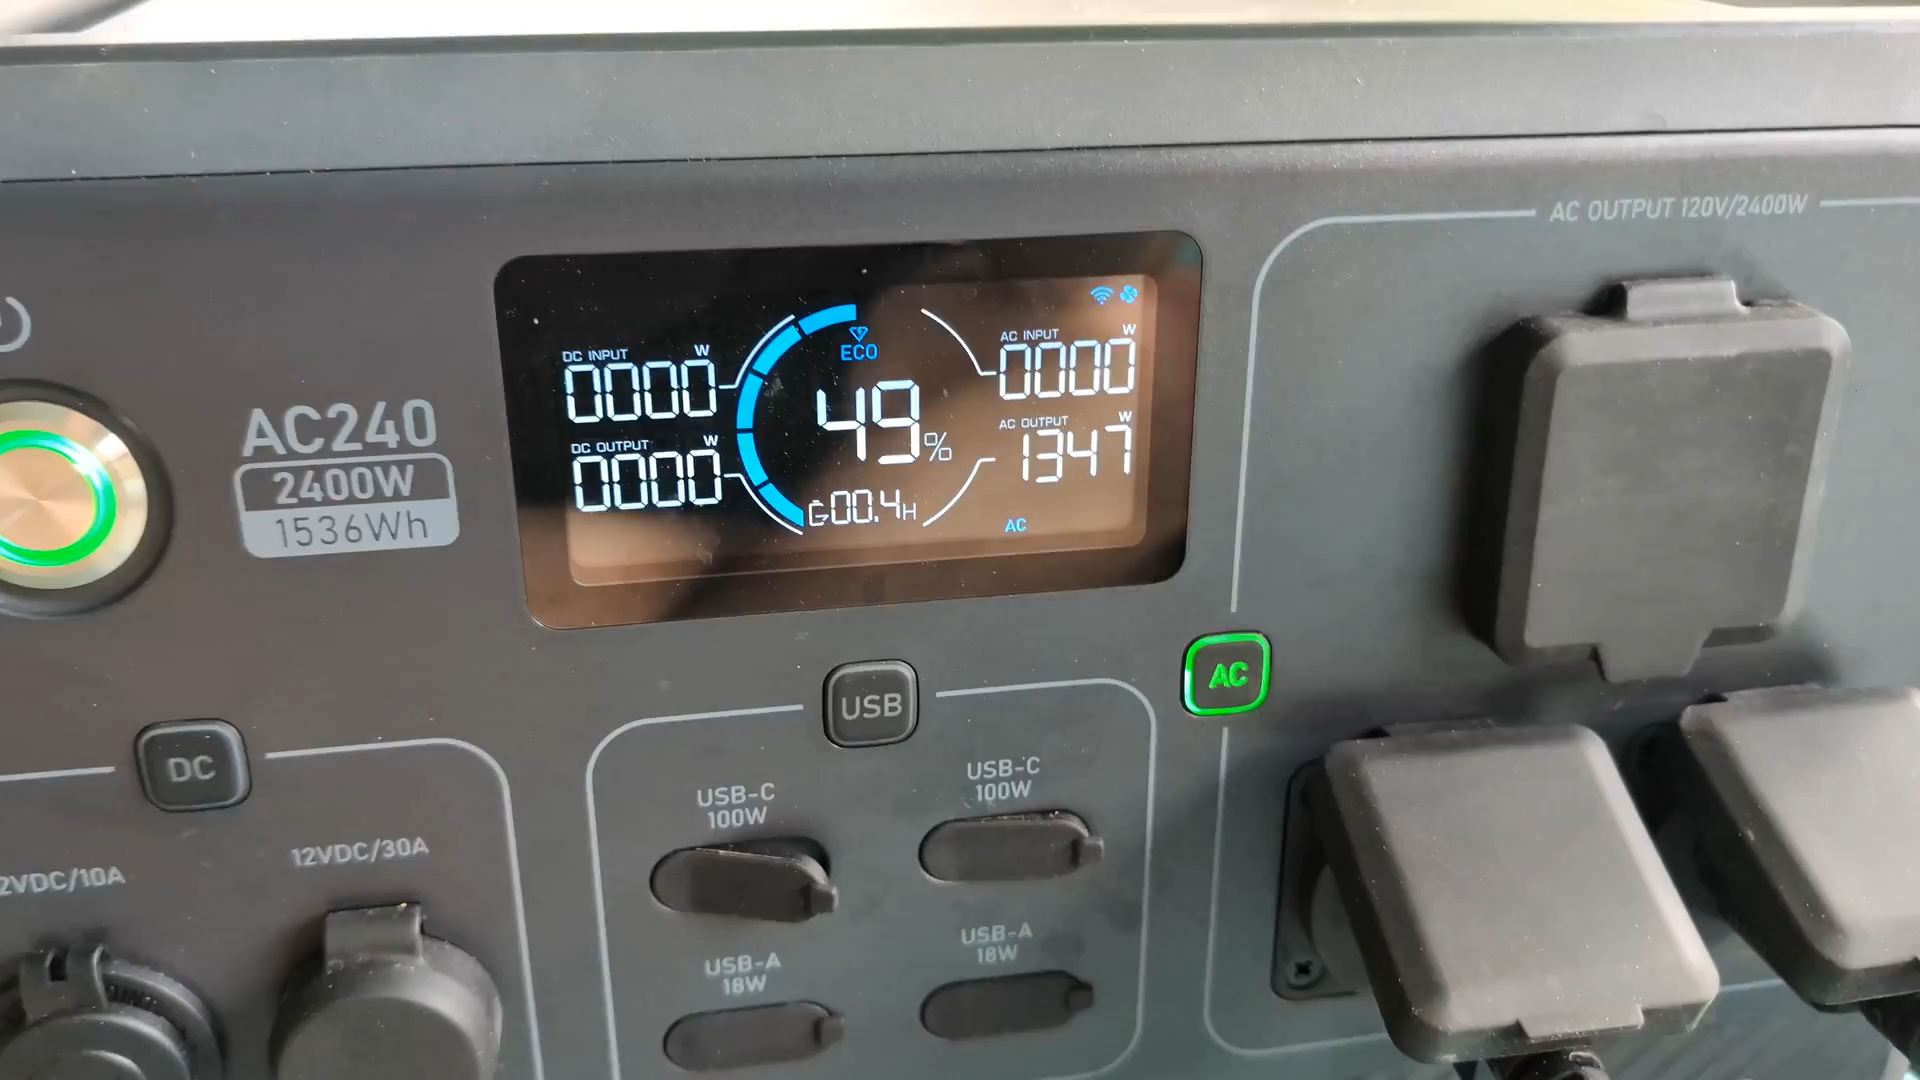 AC OUTPUT 120V/2400W
AC240
2400W
1536Wh
DC INPUT
W
0000
DC OUTPUT
W
0000
ECO
49%
00.4H
AC INPUT
W
0000
AC OUTPUT
W
1347
AC
AC
USB
DC
USB-C
100W
USB-C
100W
USB-A
18W
USB-A
18W
2VDC/10A
12VDC/30A